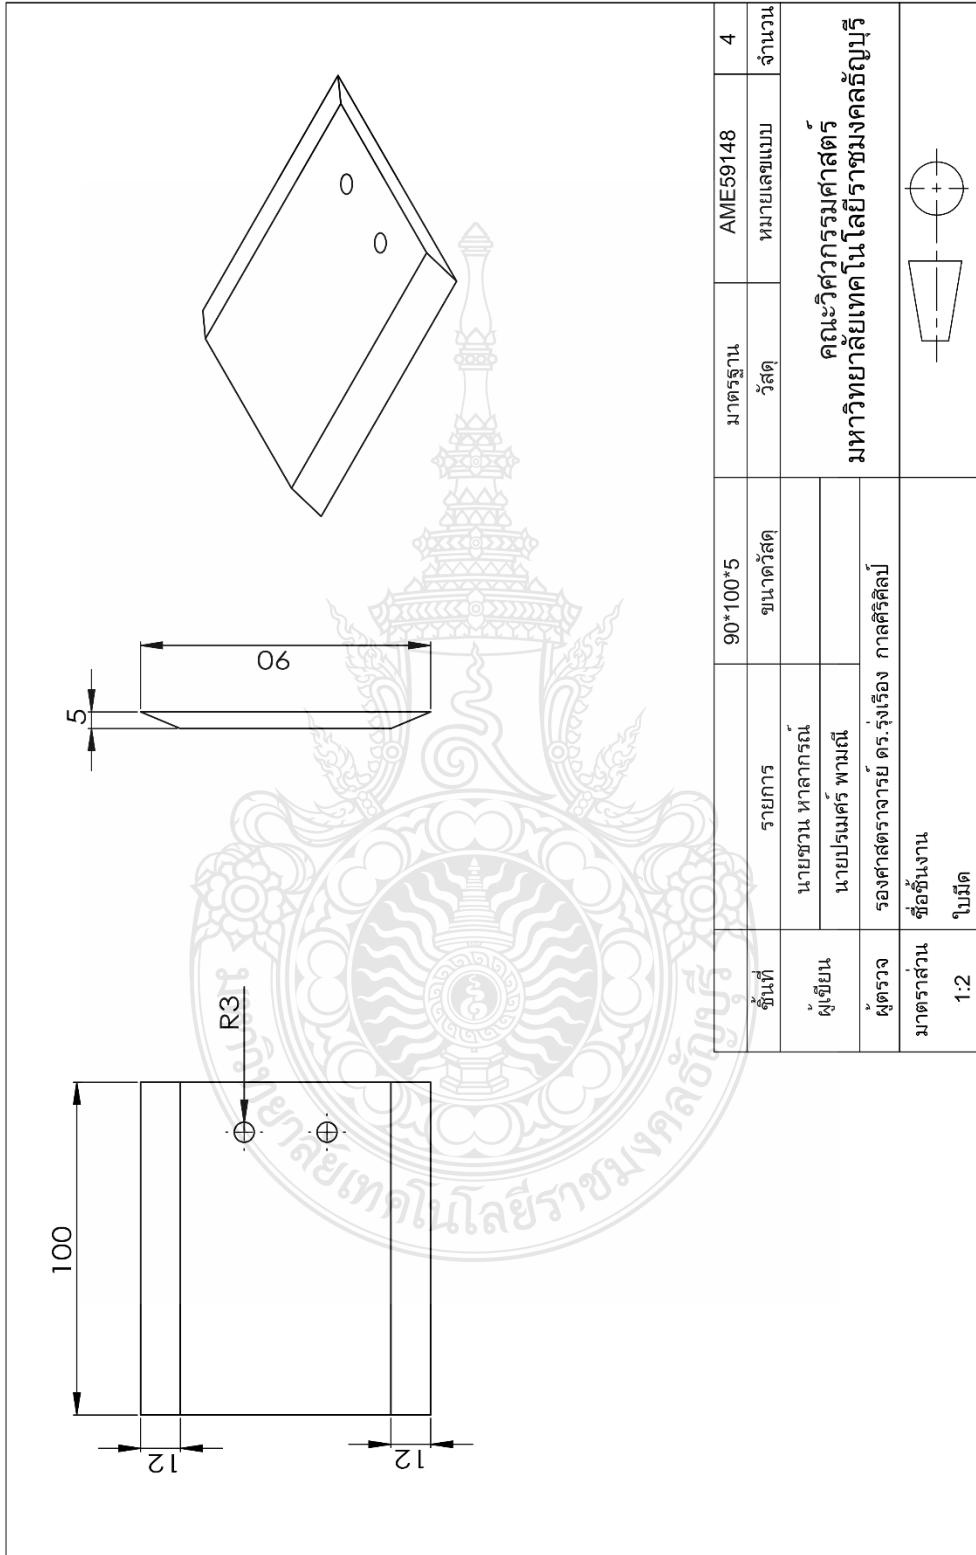 100
R3
12
12
5
90
90*100*5 มาตรฐาน AME59148 4
ชิ้นที่ รายการ ขนาดวัสดุ วัสดุ หมายเลขแบบ จำนวน
ผู้เขียน นายชวน หาลาภรณ์
นายปรเมศร์ พามณี
คณะวิศวกรรมศาสตร์
มหาวิทยาลัยเทคโนโลยีราชมงคลธัญบุรี
ผู้ตรวจ รองศาสตราจารย์ ดร.รุ่งเรือง กาลศิริศิลป์
มาตราส่วน ชื่อชิ้นงาน
1:2 ใบมีด
มหาวิทยาลัยเทคโนโลยีราชมงคลธัญบุรี